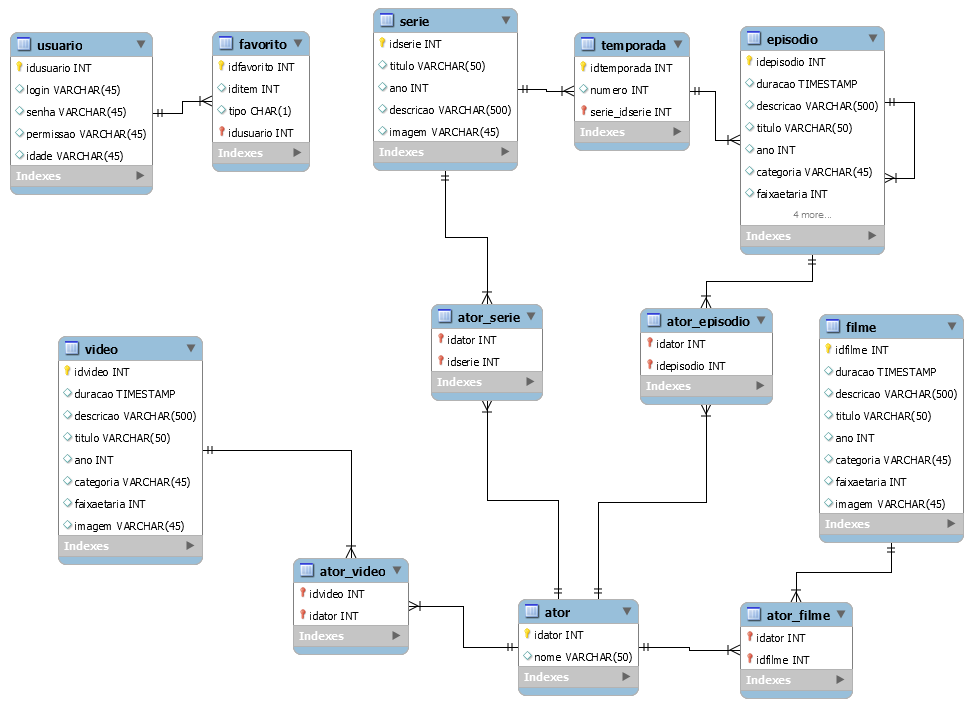 usuario
idusuario INT
login VARCHAR(45)
senha VARCHAR(45)
permissao VARCHAR(45)
idade VARCHAR(45)
Indexes
favorito
idfavorito INT
iditem INT
tipo CHAR(1)
idusuario INT
Indexes
serie
idserie INT
titulo VARCHAR(50)
ano INT
descricao VARCHAR(500)
imagem VARCHAR(45)
Indexes
temporada
idtemporada INT
numero INT
serie_idserie INT
Indexes
episodio
idepisodio INT
duracao TIMESTAMP
descricao VARCHAR(500)
titulo VARCHAR(50)
ano INT
categoria VARCHAR(45)
faixaetaria INT
4 more...
Indexes
video
idvideo INT
duracao TIMESTAMP
descricao VARCHAR(500)
titulo VARCHAR(50)
ano INT
categoria VARCHAR(45)
faixaetaria INT
imagem VARCHAR(45)
Indexes
ator_serie
idator INT
idserie INT
Indexes
ator_episodio
idator INT
idepisodio INT
Indexes
filme
idfilme INT
duracao TIMESTAMP
descricao VARCHAR(500)
titulo VARCHAR(50)
ano INT
categoria VARCHAR(45)
faixaetaria INT
imagem VARCHAR(45)
Indexes
ator_video
idvideo INT
idator INT
Indexes
ator
idator INT
nome VARCHAR(50)
Indexes
ator_filme
idator INT
idfilme INT
Indexes